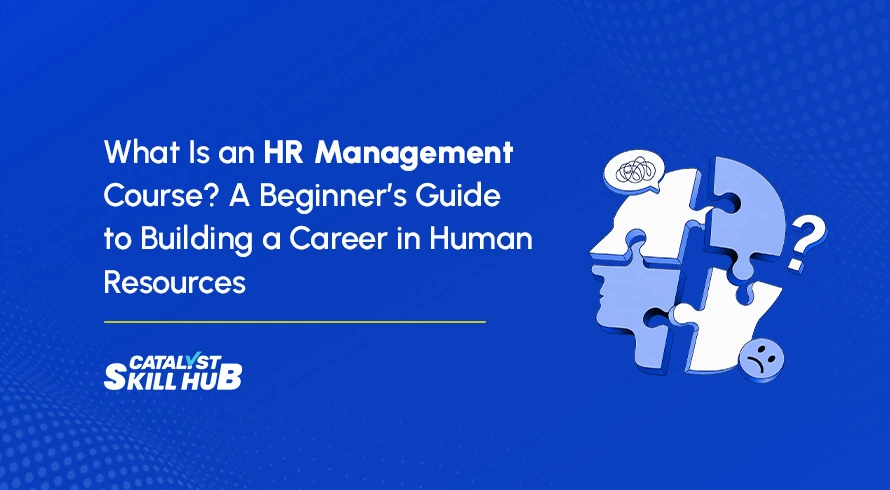 What Is an HR Management
Course? A Beginner’s Guide
to Building a Career in Human
Resources
CATALYST
SKILL HUB
?